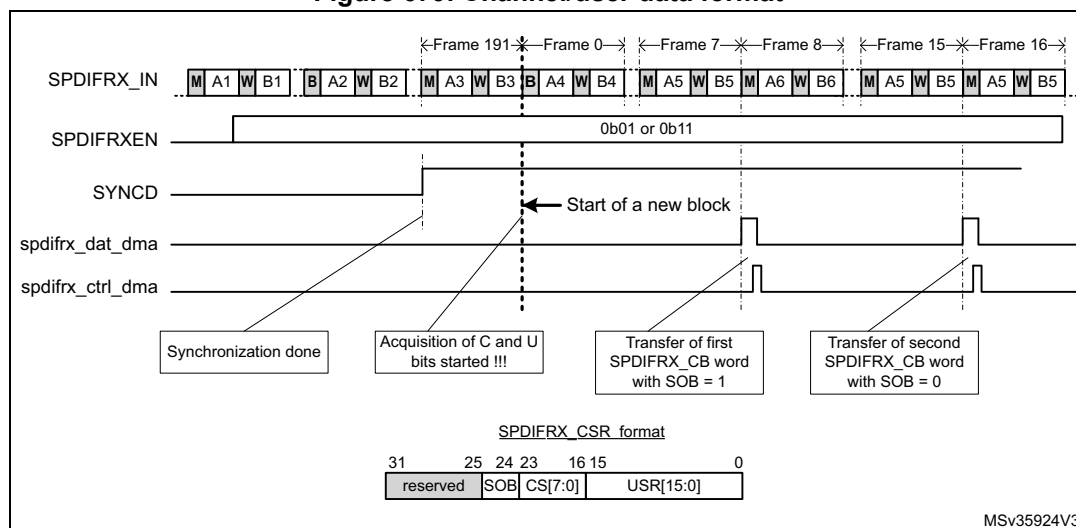 Figure 676. Channel/user data format
Frame 191 Frame 0 Frame 7 Frame 8 Frame 15 Frame 16
SPDIFRX_IN M A1 W B1 B A2 W B2 M A3 W B3 B A4 W B4 M A5 W B5 M A6 W B6 M A5 W B5 M A5 W B5
SPDIFRXEN 0b01 or 0b11
SYNCD
Start of a new block
spdifrx_dat_dma
spdifrx_ctrl_dma
Synchronization done
Acquisition of C and U
bits started !!!
Transfer of first
SPDIFRX_CB word
with SOB = 1
Transfer of second
SPDIFRX_CB word
with SOB = 0
SPDIFRX_CSR format
31 25 24 23 16 15 0
reserved SOB CS[7:0] USR[15:0]
MSv35924V3